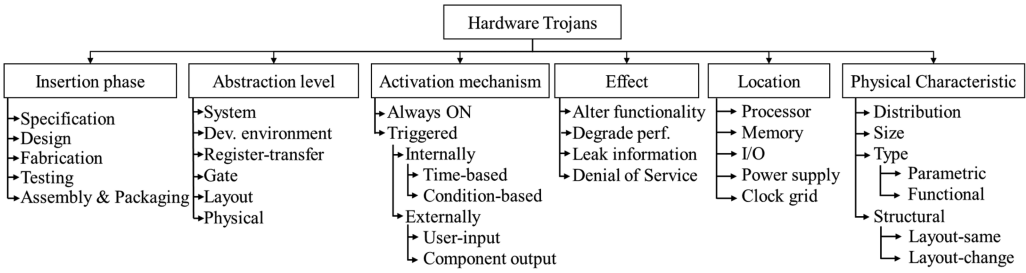 Hardware Trojans
Insertion phase
Specification
Design
Fabrication
Testing
Assembly & Packaging
Abstraction level
System
Dev. environment
Register-transfer
Gate
Layout
Physical
Activation mechanism
Always ON
Triggered
Internally
Time-based
Condition-based
Externally
User-input
Component output
Effect
Alter functionality
Degrade perf.
Leak information
Denial of Service
Location
Processor
Memory
I/O
Power supply
Clock grid
Physical Characteristic
Distribution
Size
Type
Parametric
Functional
Structural
Layout-same
Layout-change